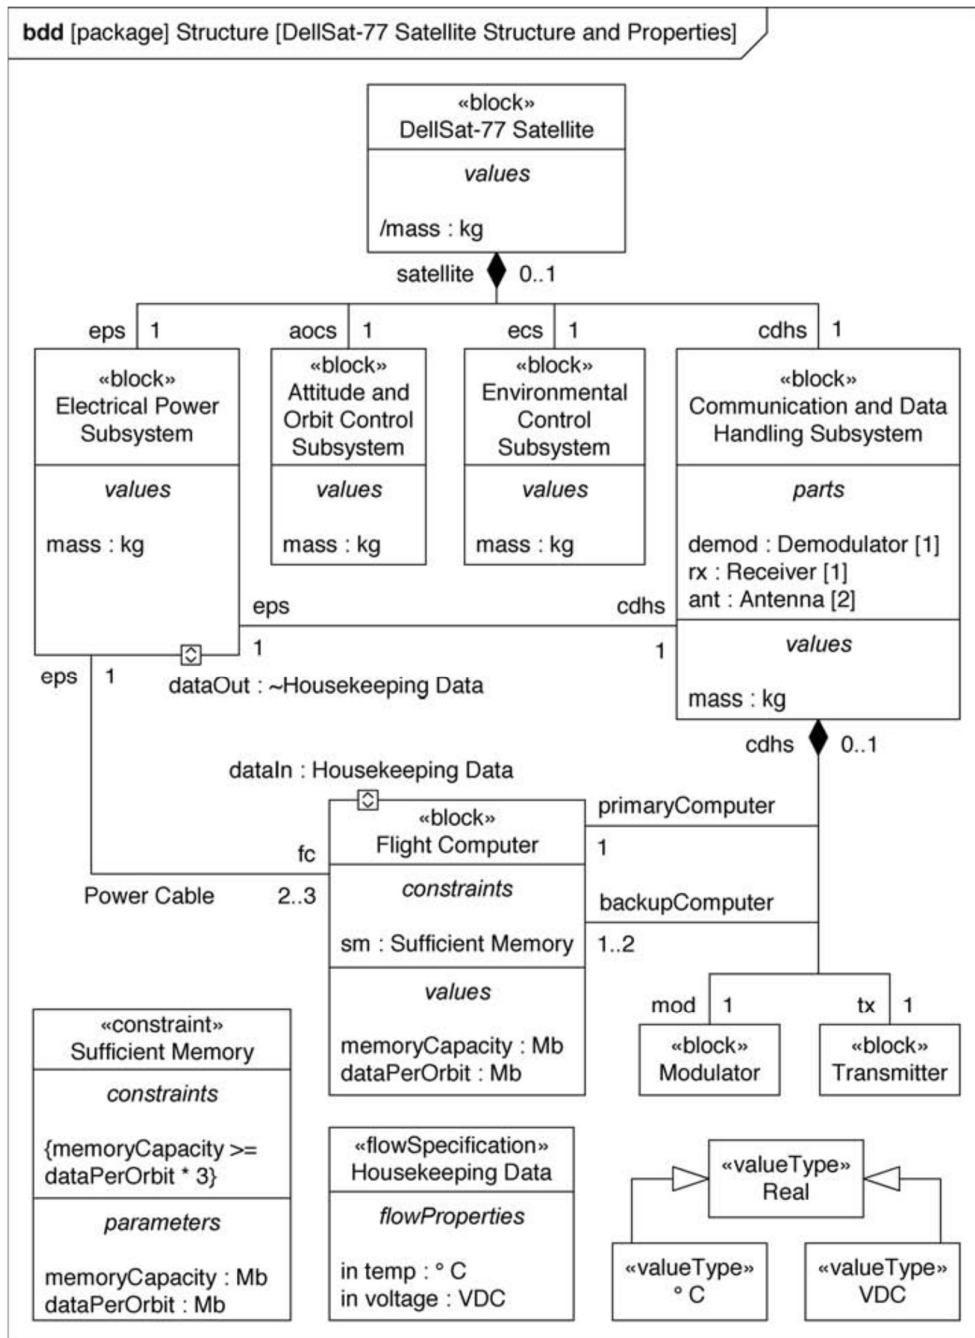 bdd [package] Structure [DellSat-77 Satellite Structure and Properties]
«block»
DellSat-77 Satellite
values
/mass : kg
satellite 0..1
eps 1
aocs 1
ecs 1
cdhs 1
«block»
Electrical Power
Subsystem
values
mass : kg
«block»
Attitude and
Orbit Control
Subsystem
values
mass : kg
«block»
Environmental
Control
Subsystem
values
mass : kg
«block»
Communication and Data
Handling Subsystem
parts
demod : Demodulator [1]
rx : Receiver [1]
ant : Antenna [2]
values
mass : kg
eps
1
cdhs
1
eps 1
dataOut : ~Housekeeping Data
cdhs 0..1
dataIn : Housekeeping Data
fc
Power Cable
2..3
«block»
Flight Computer
constraints
sm : Sufficient Memory
values
memoryCapacity : Mb
dataPerOrbit : Mb
primaryComputer
1
backupComputer
1..2
mod 1
tx 1
«block»
Modulator
«block»
Transmitter
«constraint»
Sufficient Memory
constraints
{memoryCapacity >=
dataPerOrbit * 3}
parameters
memoryCapacity : Mb
dataPerOrbit : Mb
«flowSpecification»
Housekeeping Data
flowProperties
in temp : ° C
in voltage : VDC
«valueType»
Real
«valueType»
° C
«valueType»
VDC